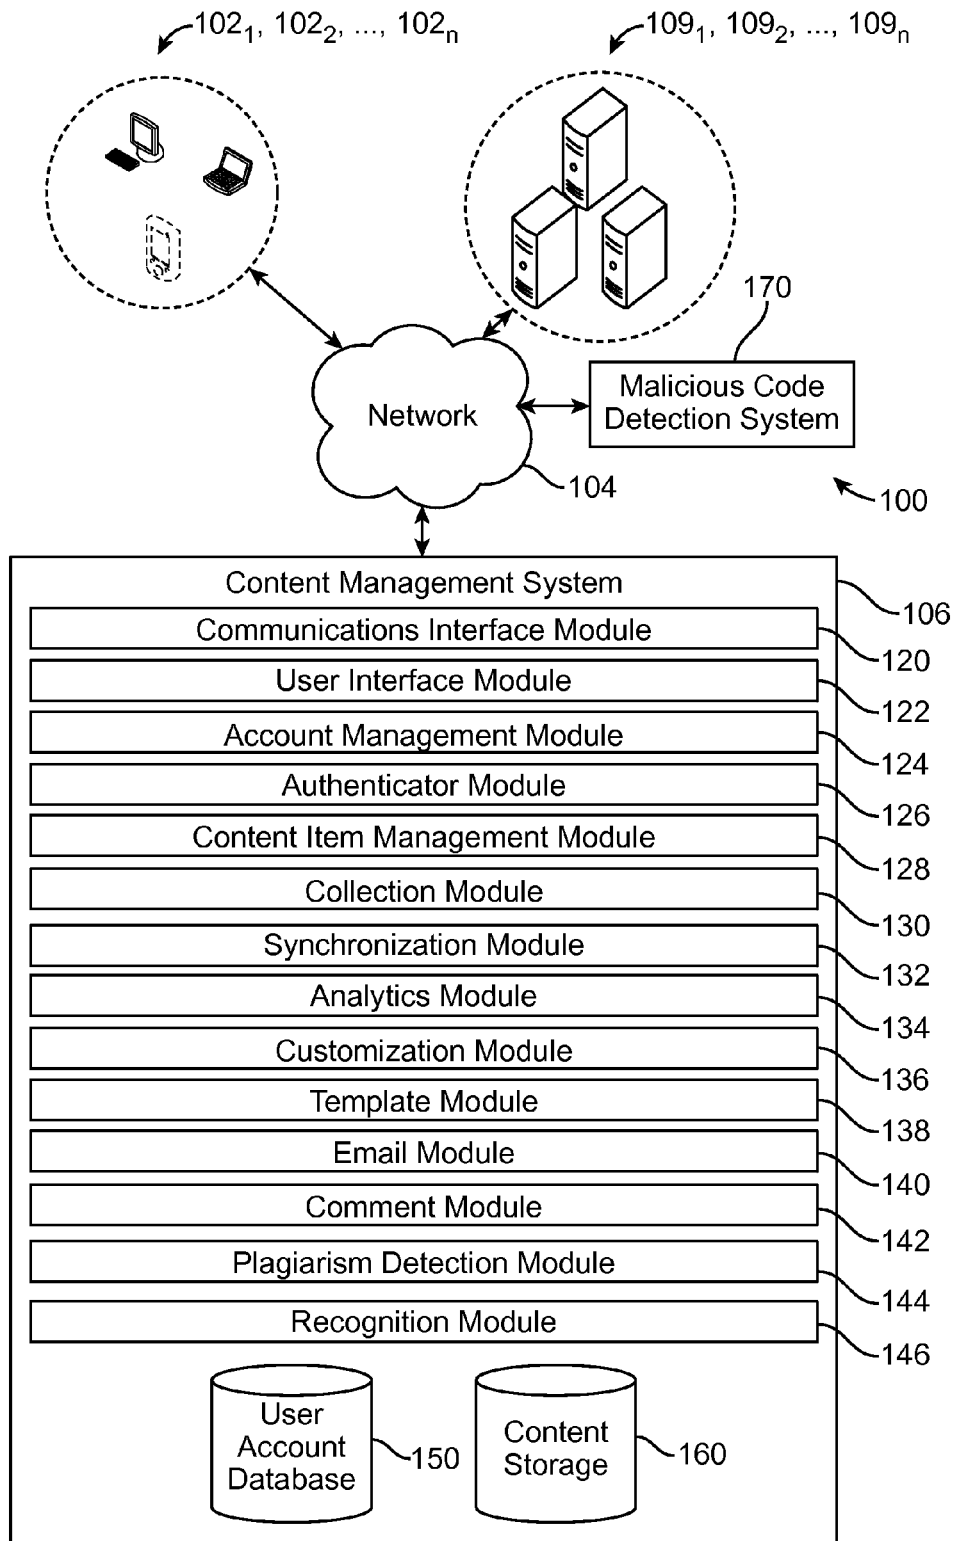 102₁, 102₂, ..., 102ₙ
109₁, 109₂, ..., 109ₙ
170
Malicious Code
Detection System
Network
104
100
Content Management System
106
Communications Interface Module
120
User Interface Module
122
Account Management Module
124
Authenticator Module
126
Content Item Management Module
128
Collection Module
130
Synchronization Module
132
Analytics Module
134
Customization Module
136
Template Module
138
Email Module
140
Comment Module
142
Plagiarism Detection Module
144
Recognition Module
146
User
Account
Database
150
Content
Storage
160